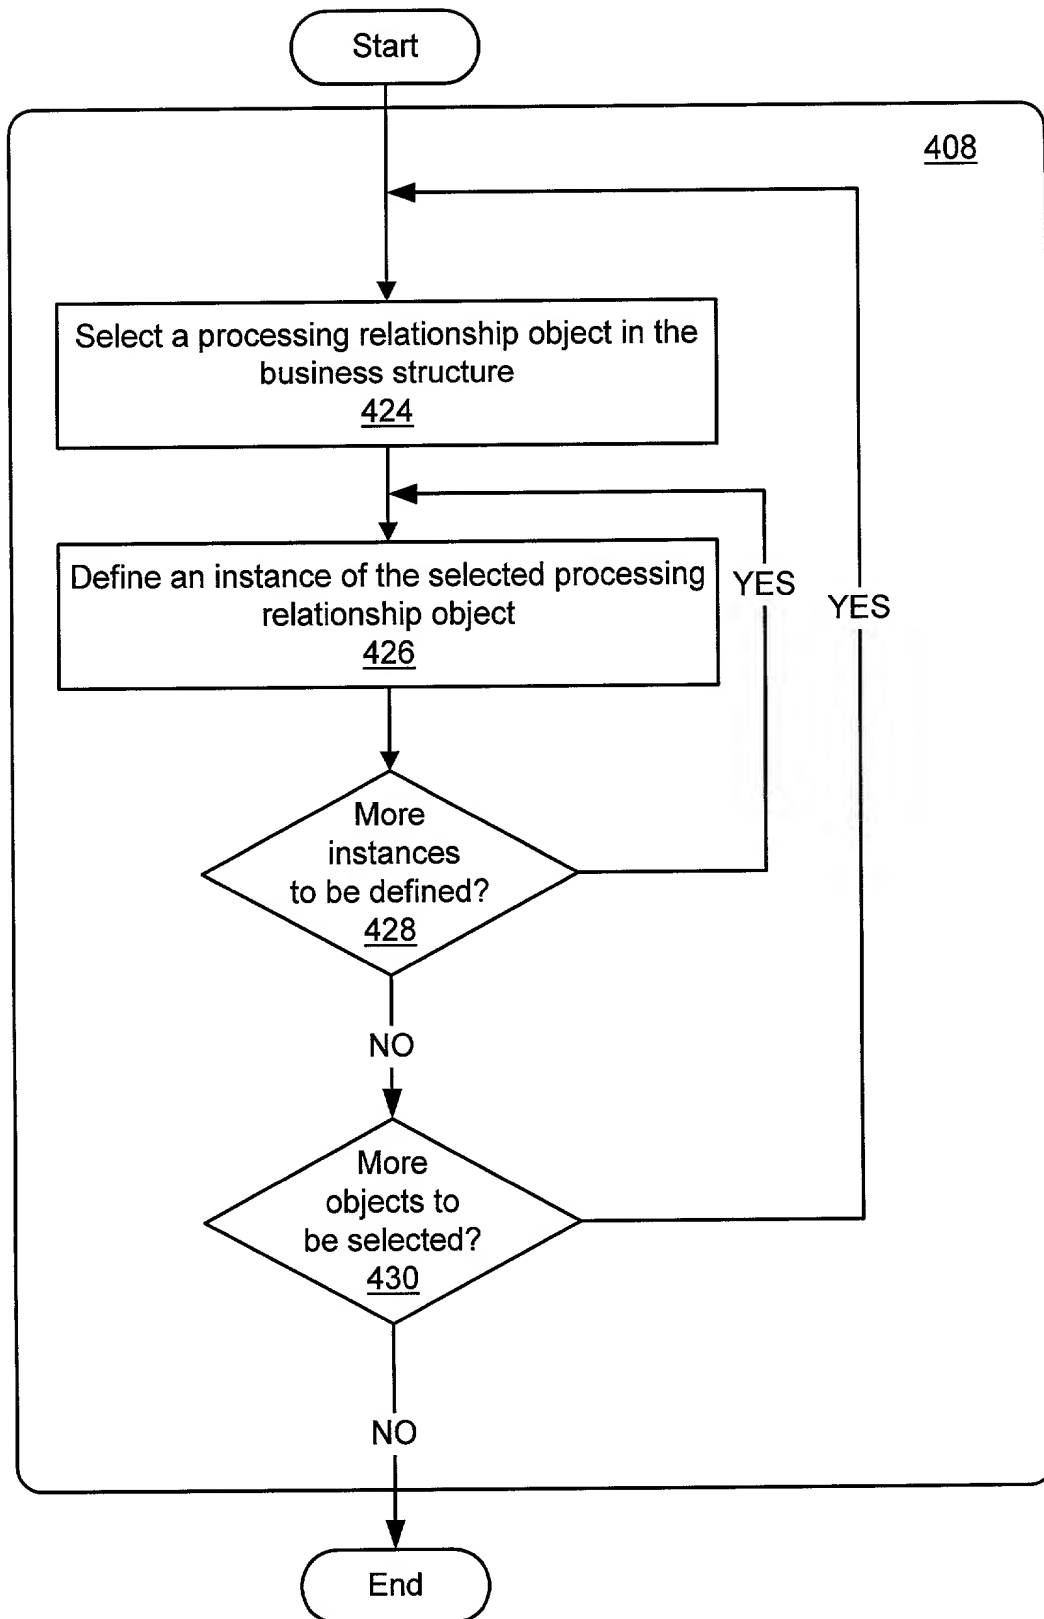 Start
408
Select a processing relationship object in the
business structure
424
Define an instance of the selected processing
relationship object
426
YES
YES
More
instances
to be defined?
428
NO
More
objects to
be selected?
430
NO
End